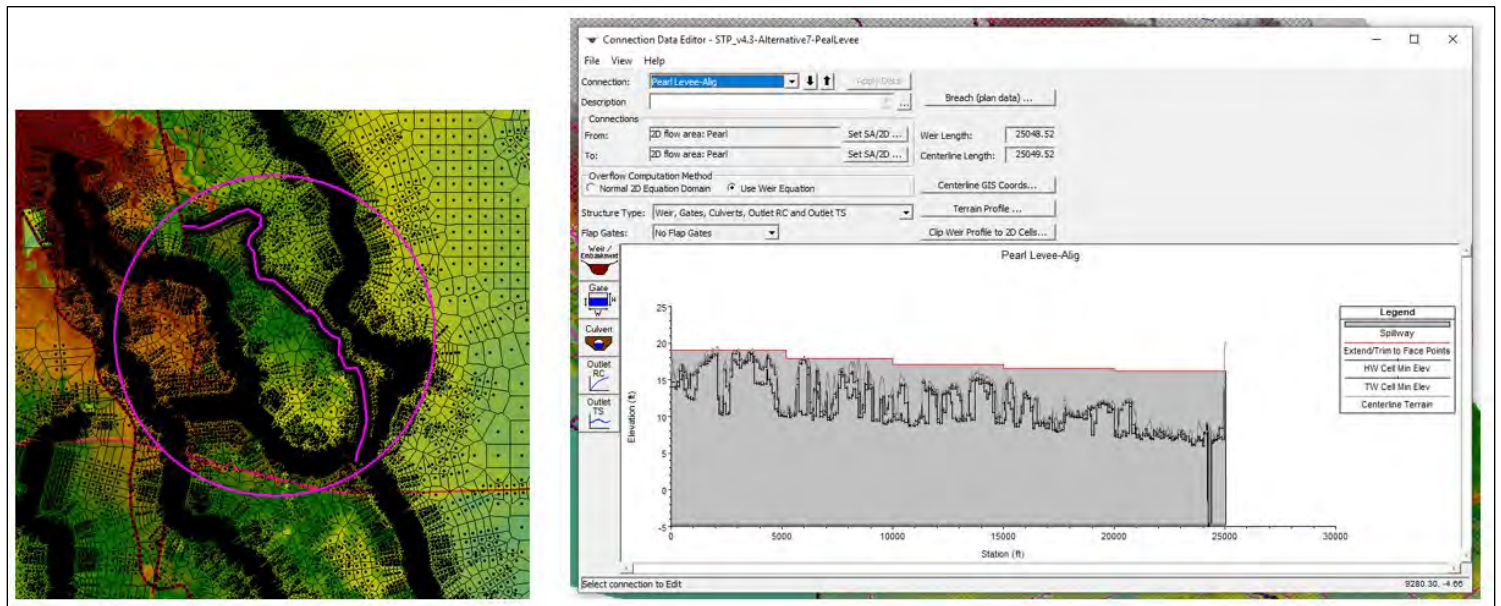 Connection Data Editor - STP_v4.3-Alternative7-PealLevee
File View Help
Connection: Pearl Levee-Alig Apply Data
Description ... Breach (plan data) ...
Connections
From: 2D flow area: Pearl Set SA/2D ... Weir Length: 25048.52
To: 2D flow area: Pearl Set SA/2D ... Centerline Length: 25049.52
Overflow Computation Method
Normal 2D Equation Domain Use Weir Equation Centerline GIS Coords...
Structure Type: Weir, Gates, Culverts, Outlet RC and Outlet TS Terrain Profile ...
Flap Gates: No Flap Gates Clip Weir Profile to 2D Cells...
Weir / Embankment
Gate
H
W
Culvert
Outlet RC
Outlet TS
Pearl Levee-Alig
Elevation (ft)
25
20
15
10
5
0
-5
0 5000 10000 15000 20000 25000 30000
Station (ft)
Legend
Spillway
Extend/Trim to Face Points
HW Cell Min Elev
TW Cell Min Elev
Centerline Terrain
Select connection to Edit 9280.30, -4.66